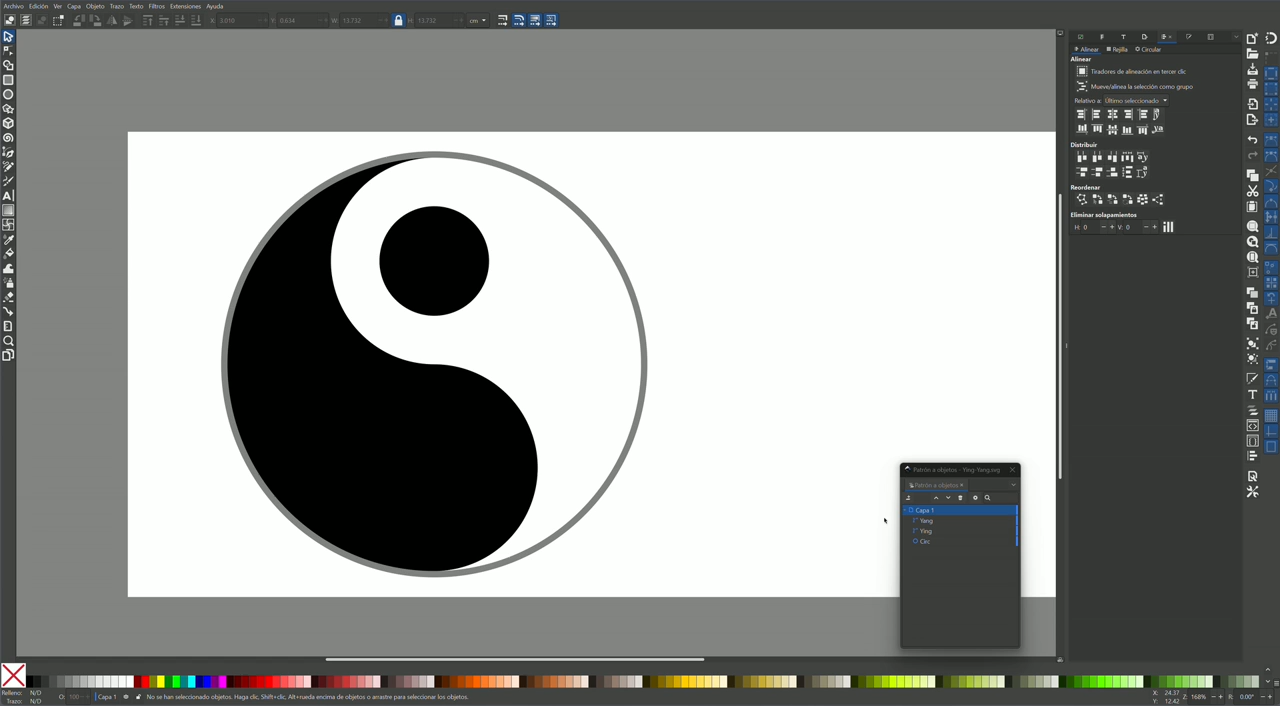 Archivo Edición Ver Capa Objeto Trazo Texto Filtros Extensiones Ayuda
X: 3.010 Y: 0.634 W: 13.732 H: 13.732 cm
Alinear Rejilla Circular
Alinear
Tiradores de alineación en tercer clic
Mueve/alinea la selección como grupo
Relativo a: Último seleccionado
Distribuir
Reordenar
Eliminar solapamientos
H: 0 V: 0
Patrón a objetos - Ying-Yang.svg
Patrón a objetos
Capa 1
Yang
Ying
Circ
Relleno: N/D
Trazo: N/D
O: 100 Capa 1 No se han seleccionado objetos. Haga clic, Shift+clic, Alt+rueda encima de objetos o arrastre para seleccionar los objetos.
X: 24.37
Y: 12.42
Z: 168% R: 0.00°